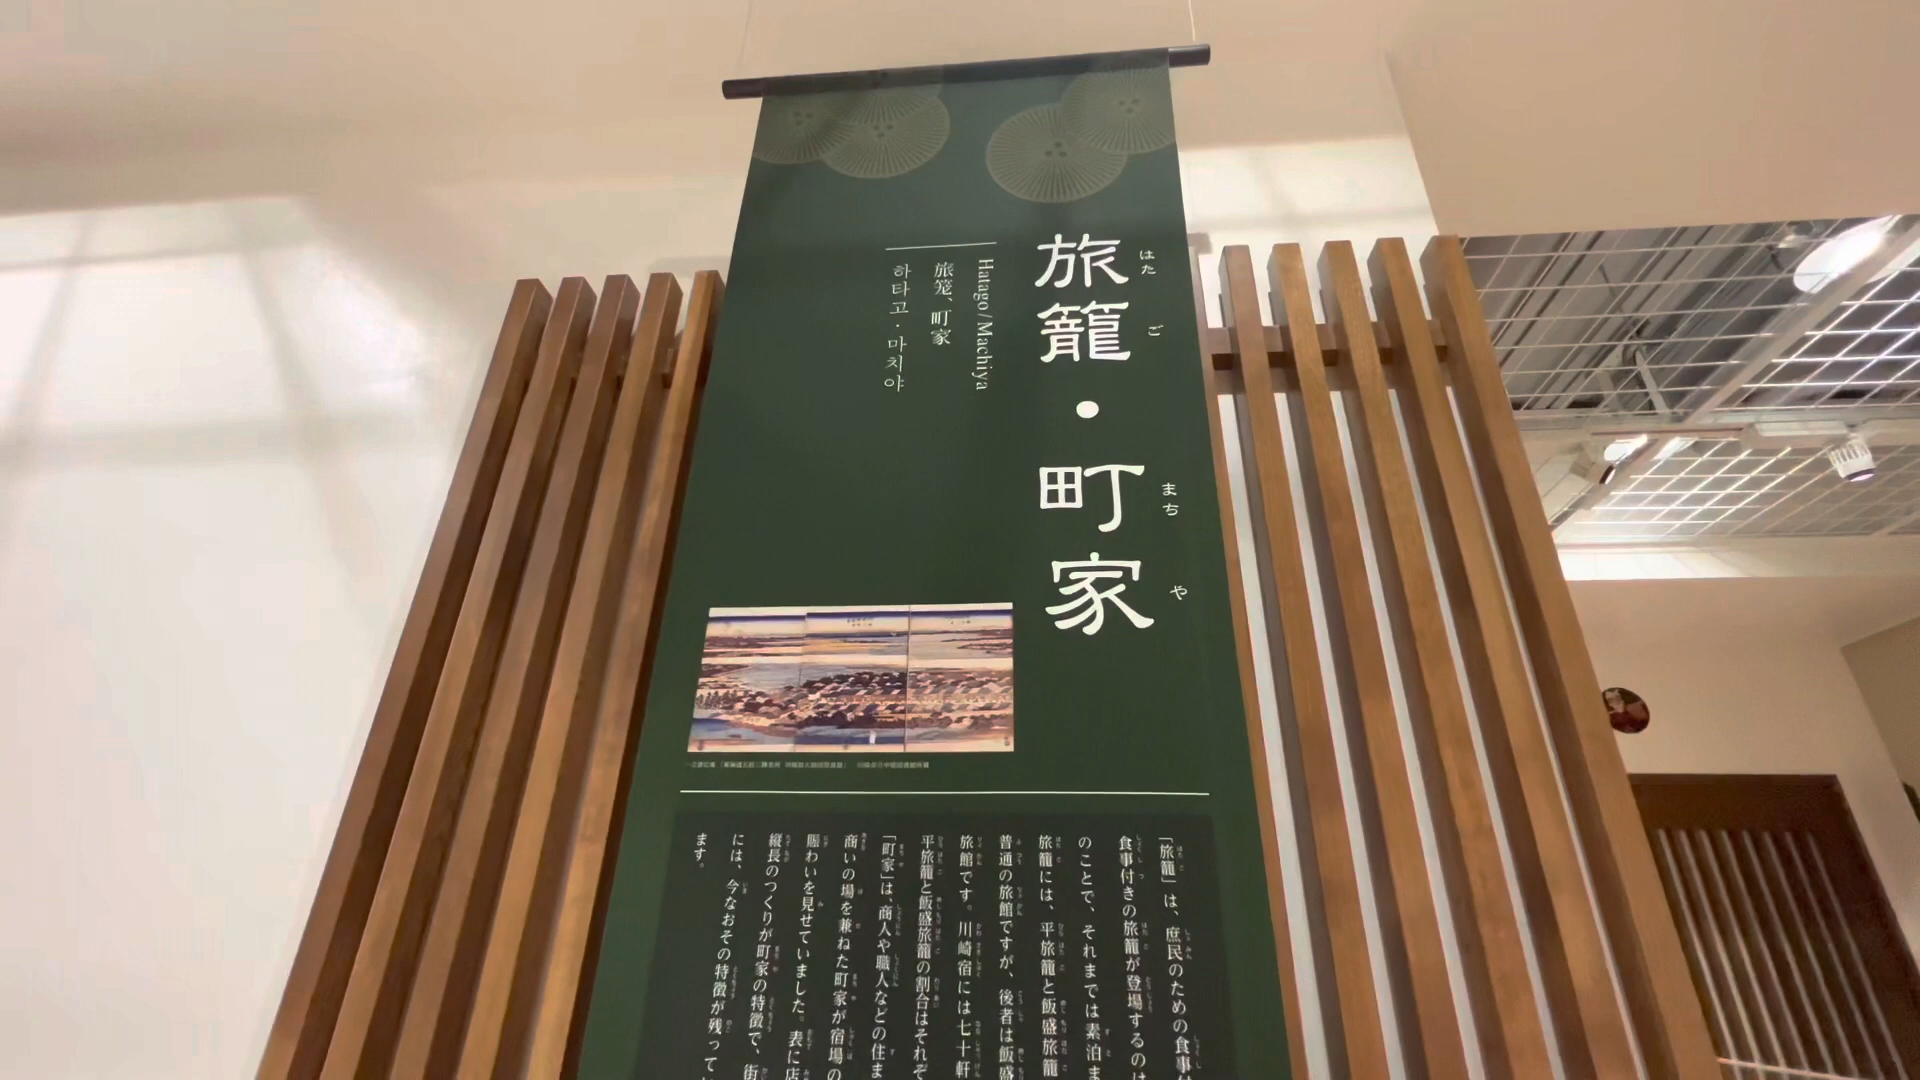 旅籠・町家
はたご
まちや
Hatago/Machiya
旅笼、町家
하타고·마치야
「旅籠」は、庶民のための食事付
食事付きの旅籠が登場するのは
のことで、それまでは素泊ま
旅籠には、平旅籠と飯盛旅籠
普通の旅館ですが、後者は飯盛
旅館です。川崎宿には七十軒
平旅籠と飯盛旅籠の割合はそれぞ
「町家」は、商人や職人などの住ま
商いの場を兼ねた町家が宿場の
賑わいを見せていました。表に店
縦長のつくりが町家の特徴で、街
には、今なおその特徴が残って
ます。